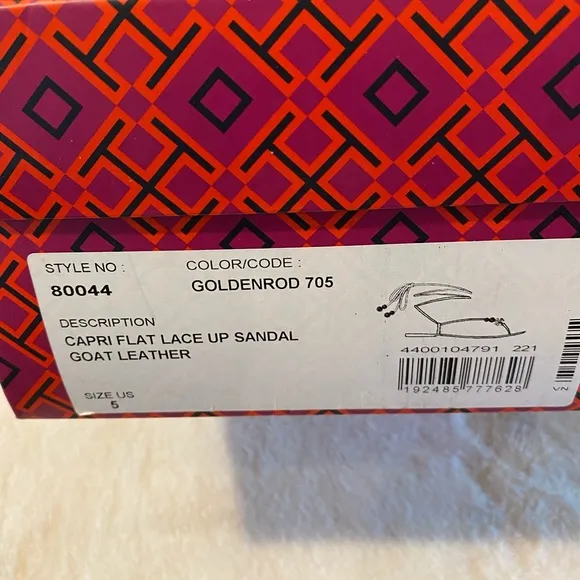 STYLE NO : COLOR/CODE :
80044 GOLDENROD 705
DESCRIPTION
CAPRI FLAT LACE UP SANDAL
GOAT LEATHER
4400104791 221
192485777628
SIZE US
5
VN